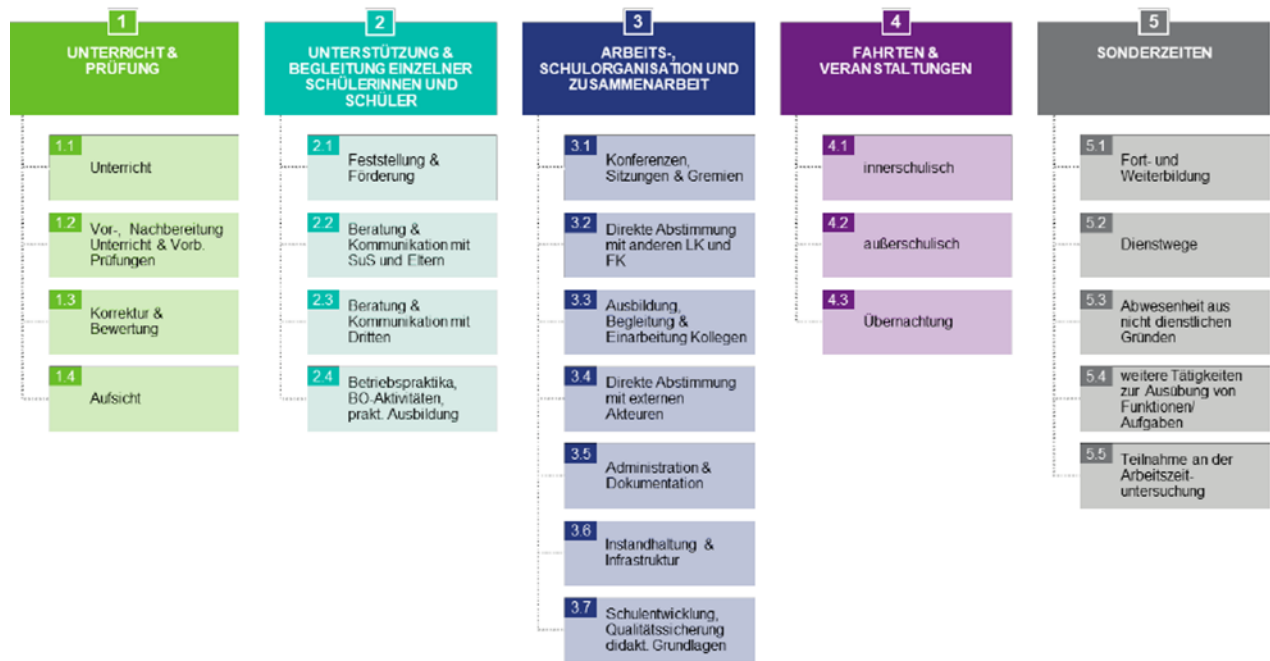 1
UNTERRICHT &
PRÜFUNG
1.1
Unterricht
1.2
Vor-, Nachbereitung
Unterricht & Vorb.
Prüfungen
1.3
Korrektur &
Bewertung
1.4
Aufsicht
2
UNTERSTÜTZUNG &
BEGLEITUNG EINZELNER
SCHÜLERINNEN UND
SCHÜLER
2.1
Feststellung &
Förderung
2.2
Beratung &
Kommunikation mit
SuS und Eltern
2.3
Beratung &
Kommunikation mit
Dritten
2.4
Betriebspraktika,
BO-Aktivitäten,
prakt. Ausbildung
3
ARBEITS-,
SCHULORGANISATION UND
ZUSAMMENARBEIT
3.1
Konferenzen,
Sitzungen & Gremien
3.2
Direkte Abstimmung
mit anderen LK und
FK
3.3
Ausbildung,
Begleitung &
Einarbeitung Kollegen
3.4
Direkte Abstimmung
mit externen
Akteuren
3.5
Administration &
Dokumentation
3.6
Instandhaltung &
Infrastruktur
3.7
Schulentwicklung,
Qualitätssicherung
didakt. Grundlagen
4
FAHRTEN &
VERANSTALTUNGEN
4.1
innerschulisch
4.2
außerschulisch
4.3
Übernachtung
5
SONDERZEITEN
5.1
Fort- und
Weiterbildung
5.2
Dienstwege
5.3
Abwesenheit aus
nicht dienstlichen
Gründen
5.4
weitere Tätigkeiten
zur Ausübung von
Funktionen/
Aufgaben
5.5
Teilnahme an der
Arbeitszeit-
untersuchung